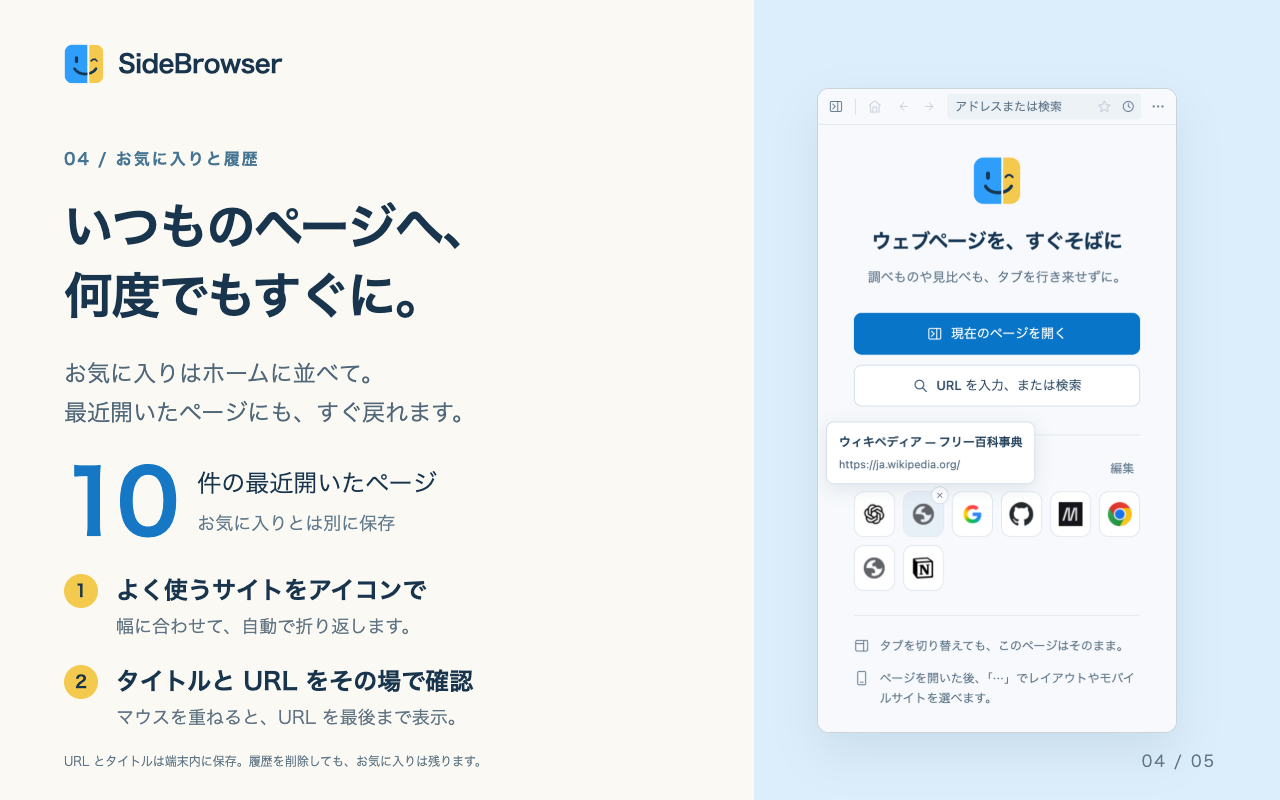 SideBrowser
04 / お気に入りと履歴
いつものページへ、
何度でもすぐに。
お気に入りはホームに並べて。
最近開いたページにも、すぐ戻れます。
10
件の最近開いたページ
お気に入りとは別に保存
1
よく使うサイトをアイコンで
幅に合わせて、自動で折り返します。
2
タイトルと URL をその場で確認
マウスを重ねると、URL を最後まで表示。
URL とタイトルは端末内に保存。履歴を削除しても、お気に入りは残ります。
アドレスまたは検索
ウェブページを、すぐそばに
調べものや見比べも、タブを行き来せずに。
現在のページを開く
URL を入力、または検索
ウィキペディア — フリー百科事典
https://ja.wikipedia.org/
編集
タブを切り替えても、このページはそのまま。
ページを開いた後、「…」でレイアウトやモバイ
ルサイトを選べます。
04 / 05